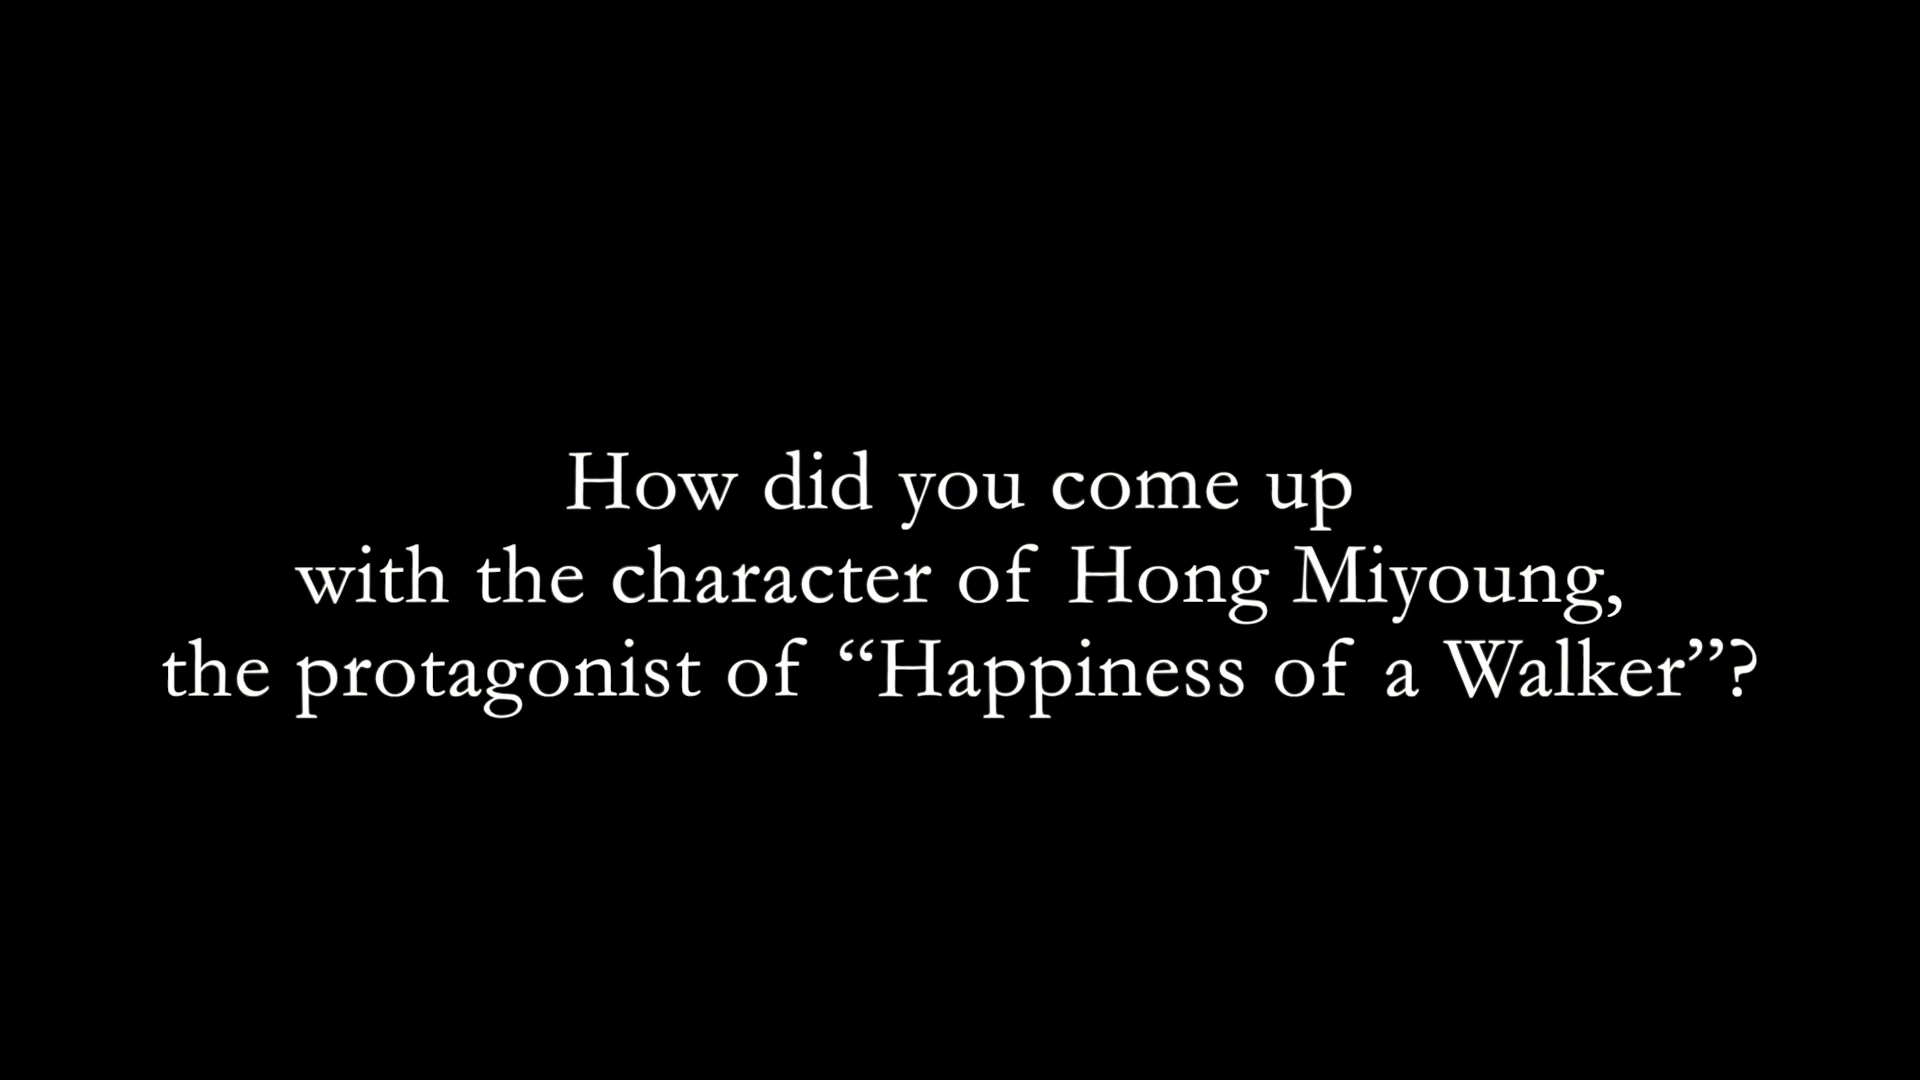 How did you come up
with the character of Hong Miyoung,
the protagonist of “Happiness of a Walker”?